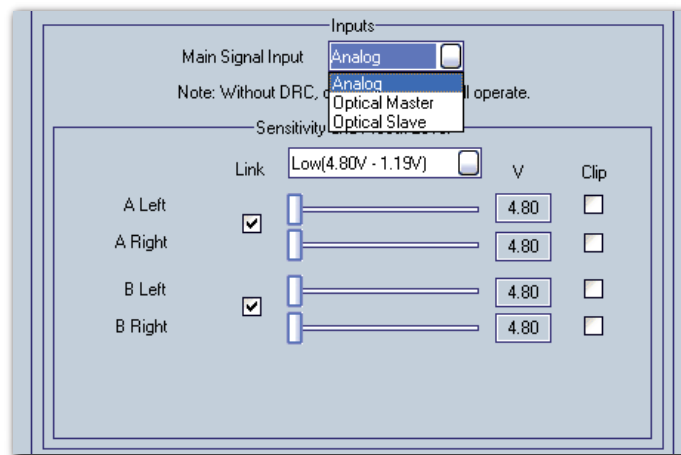 Inputs
Main Signal Input Analog
Analog
Note: Without DRC, ll operate.
Optical Master
Optical Slave
Sensitivity
Link Low(4.80V - 1.19V) V Clip
A Left 4.80
A Right 4.80
B Left 4.80
B Right 4.80